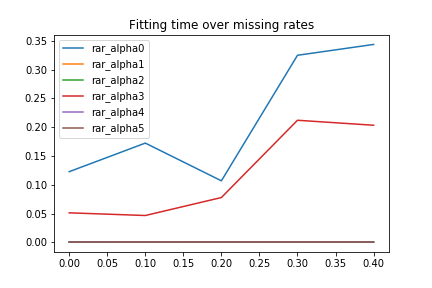 Fitting time over missing rates
0.35
0.30
0.25
0.20
0.15
0.10
0.05
0.00
rar_alpha0
rar_alpha1
rar_alpha2
rar_alpha3
rar_alpha4
rar_alpha5
0.00 0.05 0.10 0.15 0.20 0.25 0.30 0.35 0.40